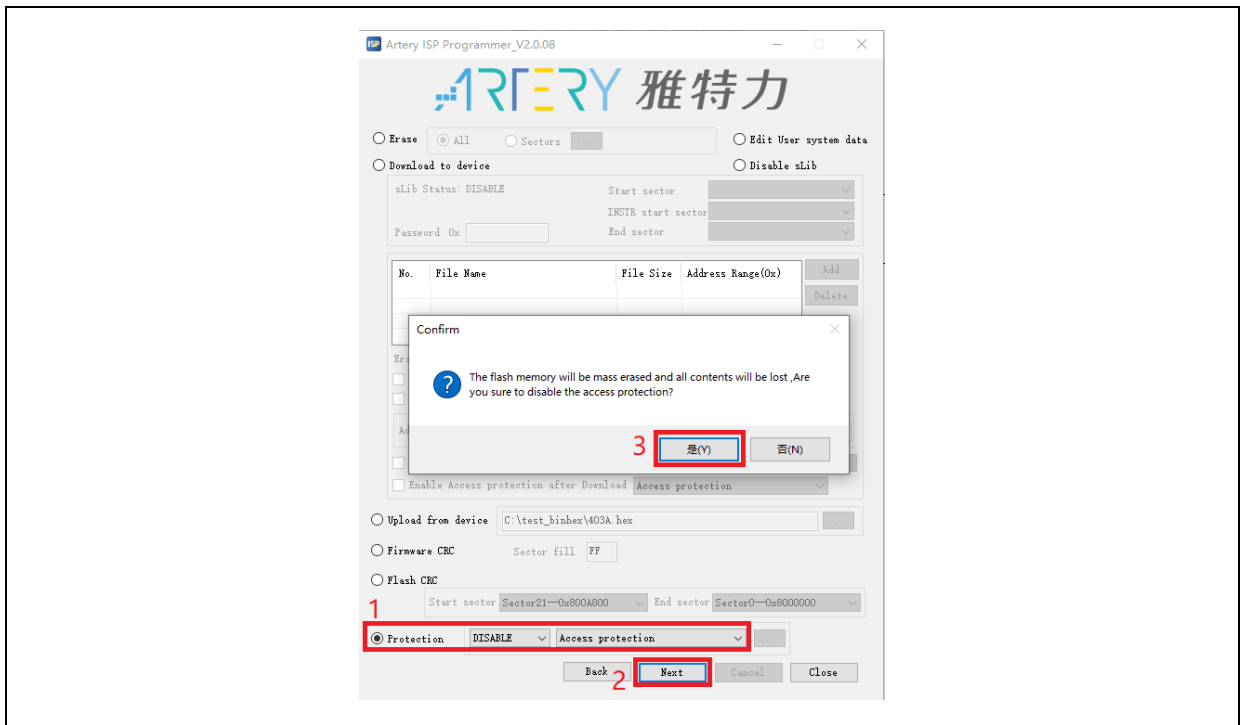 ISP Artery ISP Programmer_V2.0.08
ARTERY 雅特力
Erase All Sectors ... Edit User system data
Download to device Disable sLib
sLib Status: DISABLE Start sector
INSTR start sector
Password 0x End sector
No. File Name File Size Address Range(0x) Add
Delete
Confirm
The flash memory will be mass erased and all contents will be lost ,Are
you sure to disable the access protection?
3 是(Y) 否(N)
Enable Access protection after Download Access protection
Upload from device C:\test_binhex\403A.hex ...
Firmware CRC Sector fill FF
Flash CRC
1 Start sector Sector21—0x800A800 End sector Sector0—0x8000000
Protection DISABLE Access protection ...
Back 2 Next Cancel Close